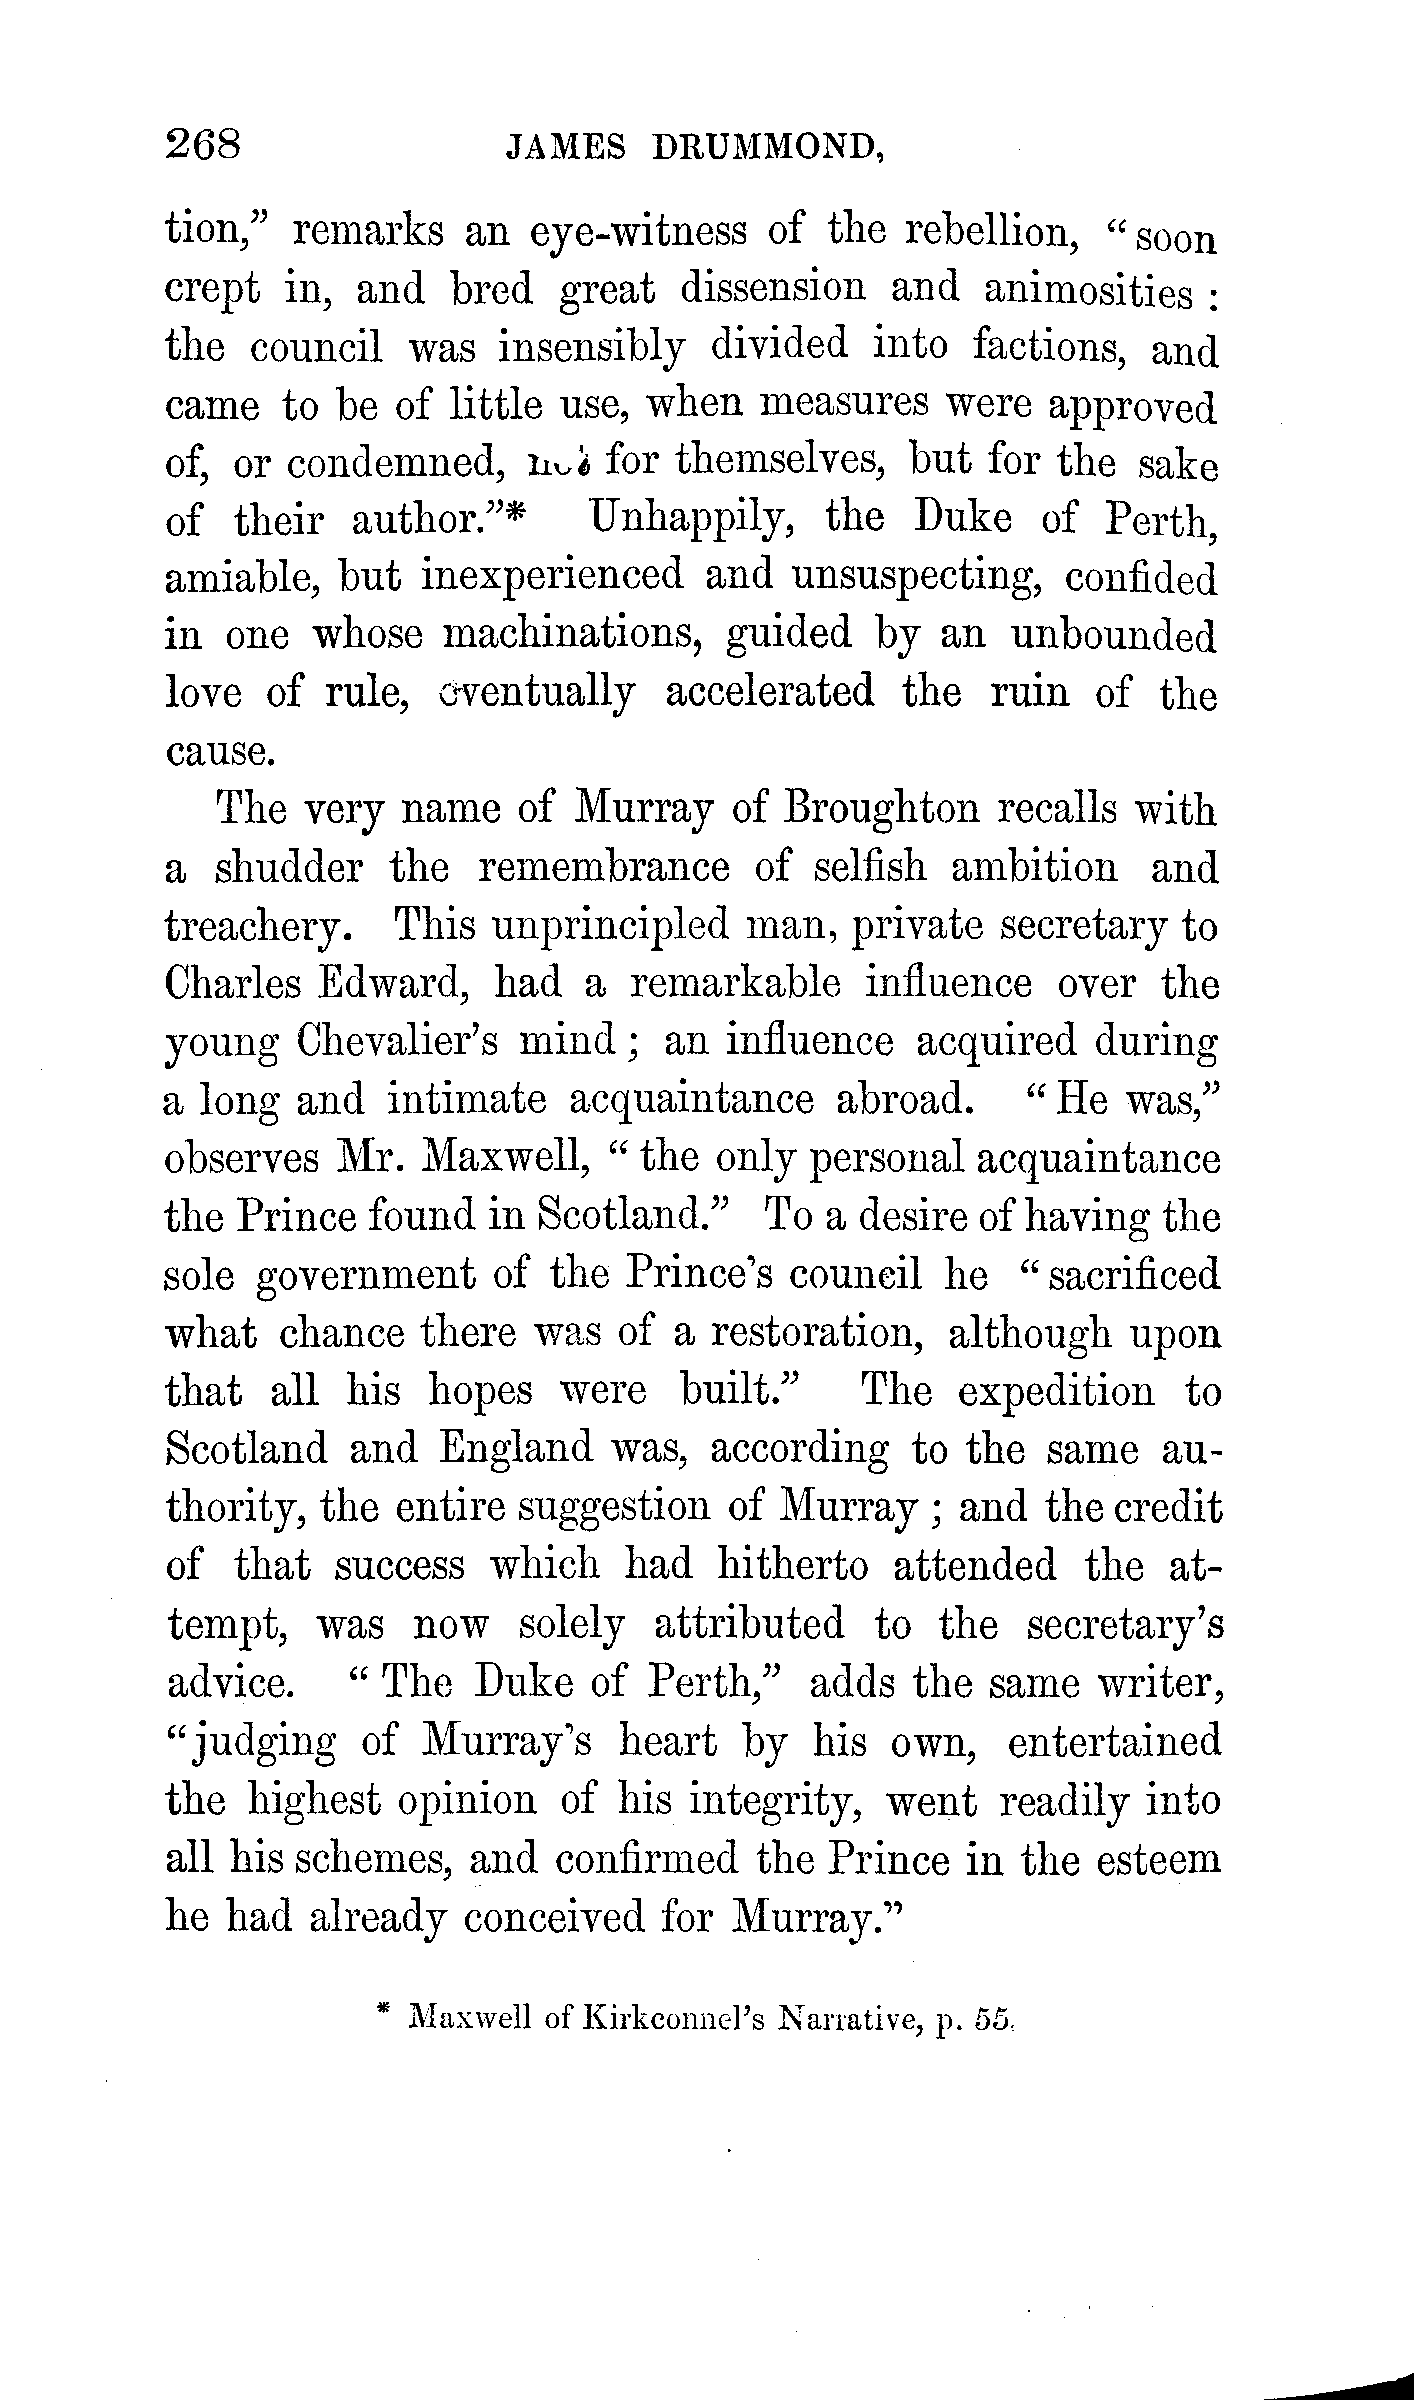 268 JAMES DRUMMOND,
tion,” remarks an eye-witness of the rebellion, “ soon
crept in, and bred great dissension and animosities :
the council was insensibly divided into factions, and
came to be of little use, when measures were approved
of, or condemned, not for themselves, but for the sake
of their author.”* Unhappily, the Duke of Perth,
amiable, but inexperienced and unsuspecting, confided
in one whose machinations, guided by an unbounded
love of rule, eventually accelerated the ruin of the
cause.
The very name of Murray of Broughton recalls with
a shudder the remembrance of selfish ambition and
treachery. This unprincipled man, private secretary to
Charles Edward, had a remarkable influence over the
young Chevalier’s mind ; an influence acquired during
a long and intimate acquaintance abroad. “ He was,”
observes Mr. Maxwell, “ the only personal acquaintance
the Prince found in Scotland.” To a desire of having the
sole government of the Prince’s council he “ sacrificed
what chance there was of a restoration, although upon
that all his hopes were built.” The expedition to
Scotland and England was, according to the same au-
thority, the entire suggestion of Murray ; and the credit
of that success which had hitherto attended the at-
tempt, was now solely attributed to the secretary’s
advice. “ The Duke of Perth,” adds the same writer,
“judging of Murray’s heart by his own, entertained
the highest opinion of his integrity, went readily into
all his schemes, and confirmed the Prince in the esteem
he had already conceived for Murray.”
* Maxwell of Kirkconnel’s Narrative, p. 55.